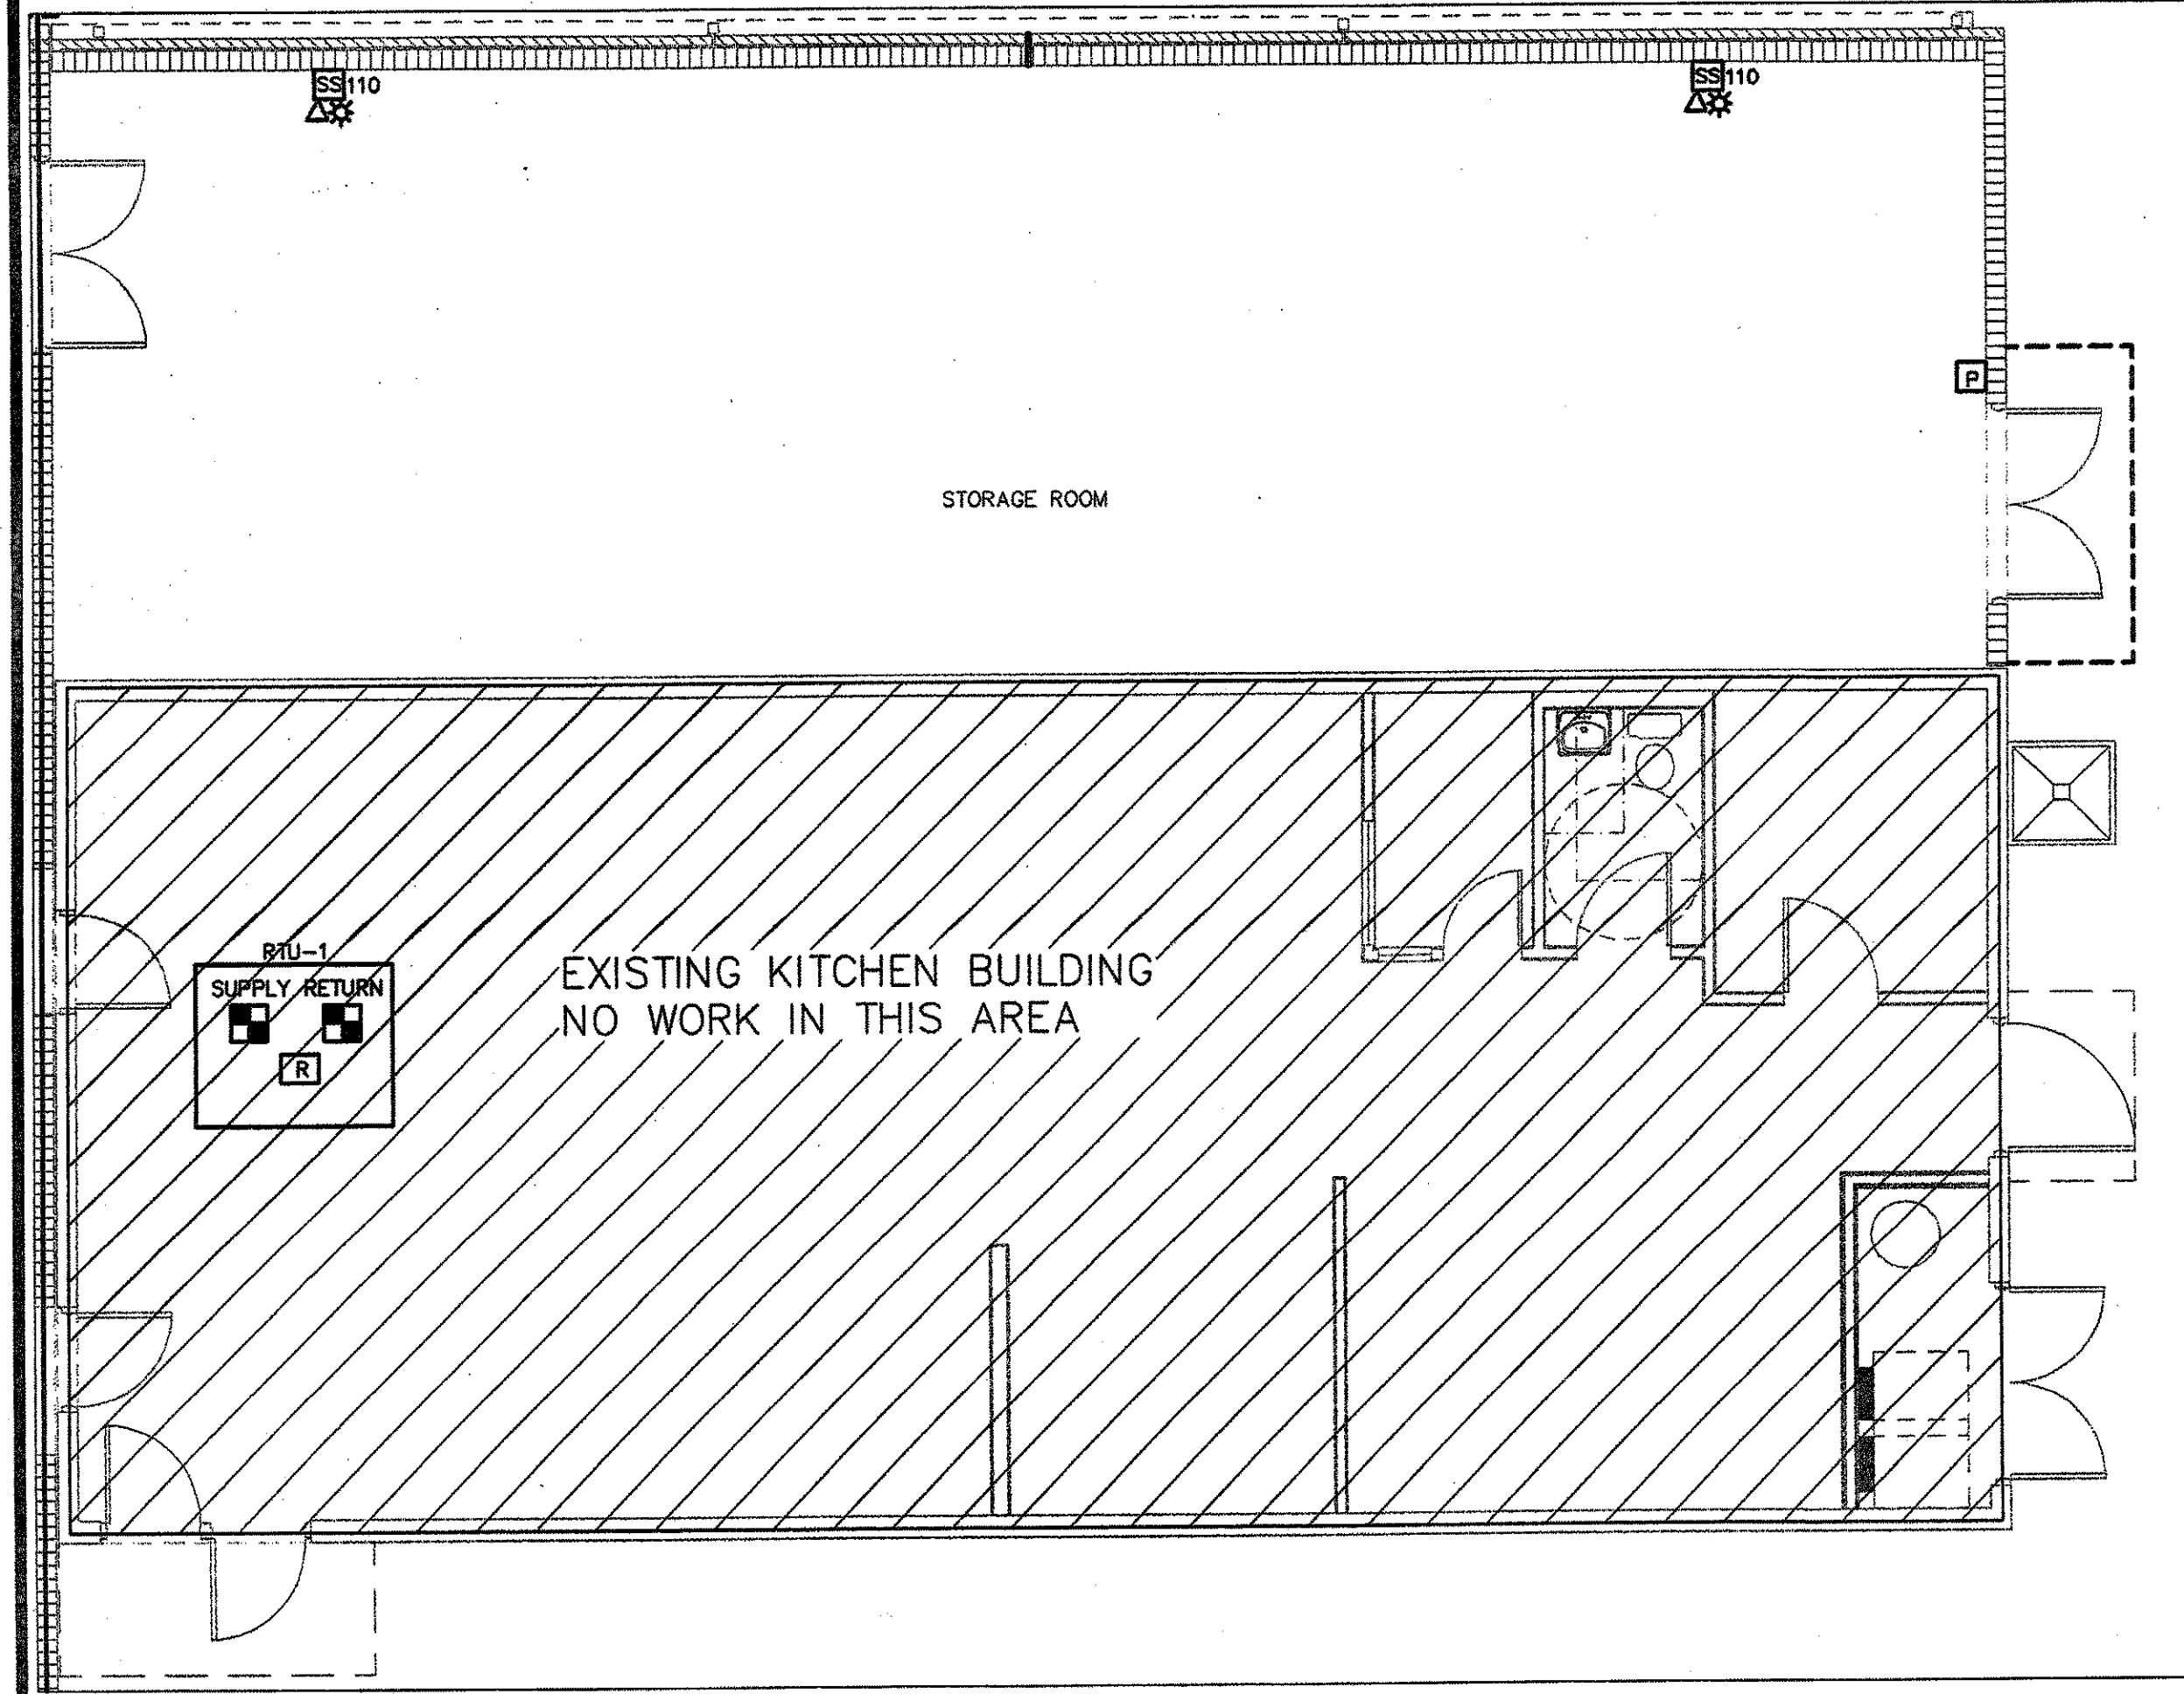 SS 110
SS 110
P
STORAGE ROOM
RTU-1
SUPPLY RETURN
R
EXISTING KITCHEN BUILDING
NO WORK IN THIS AREA